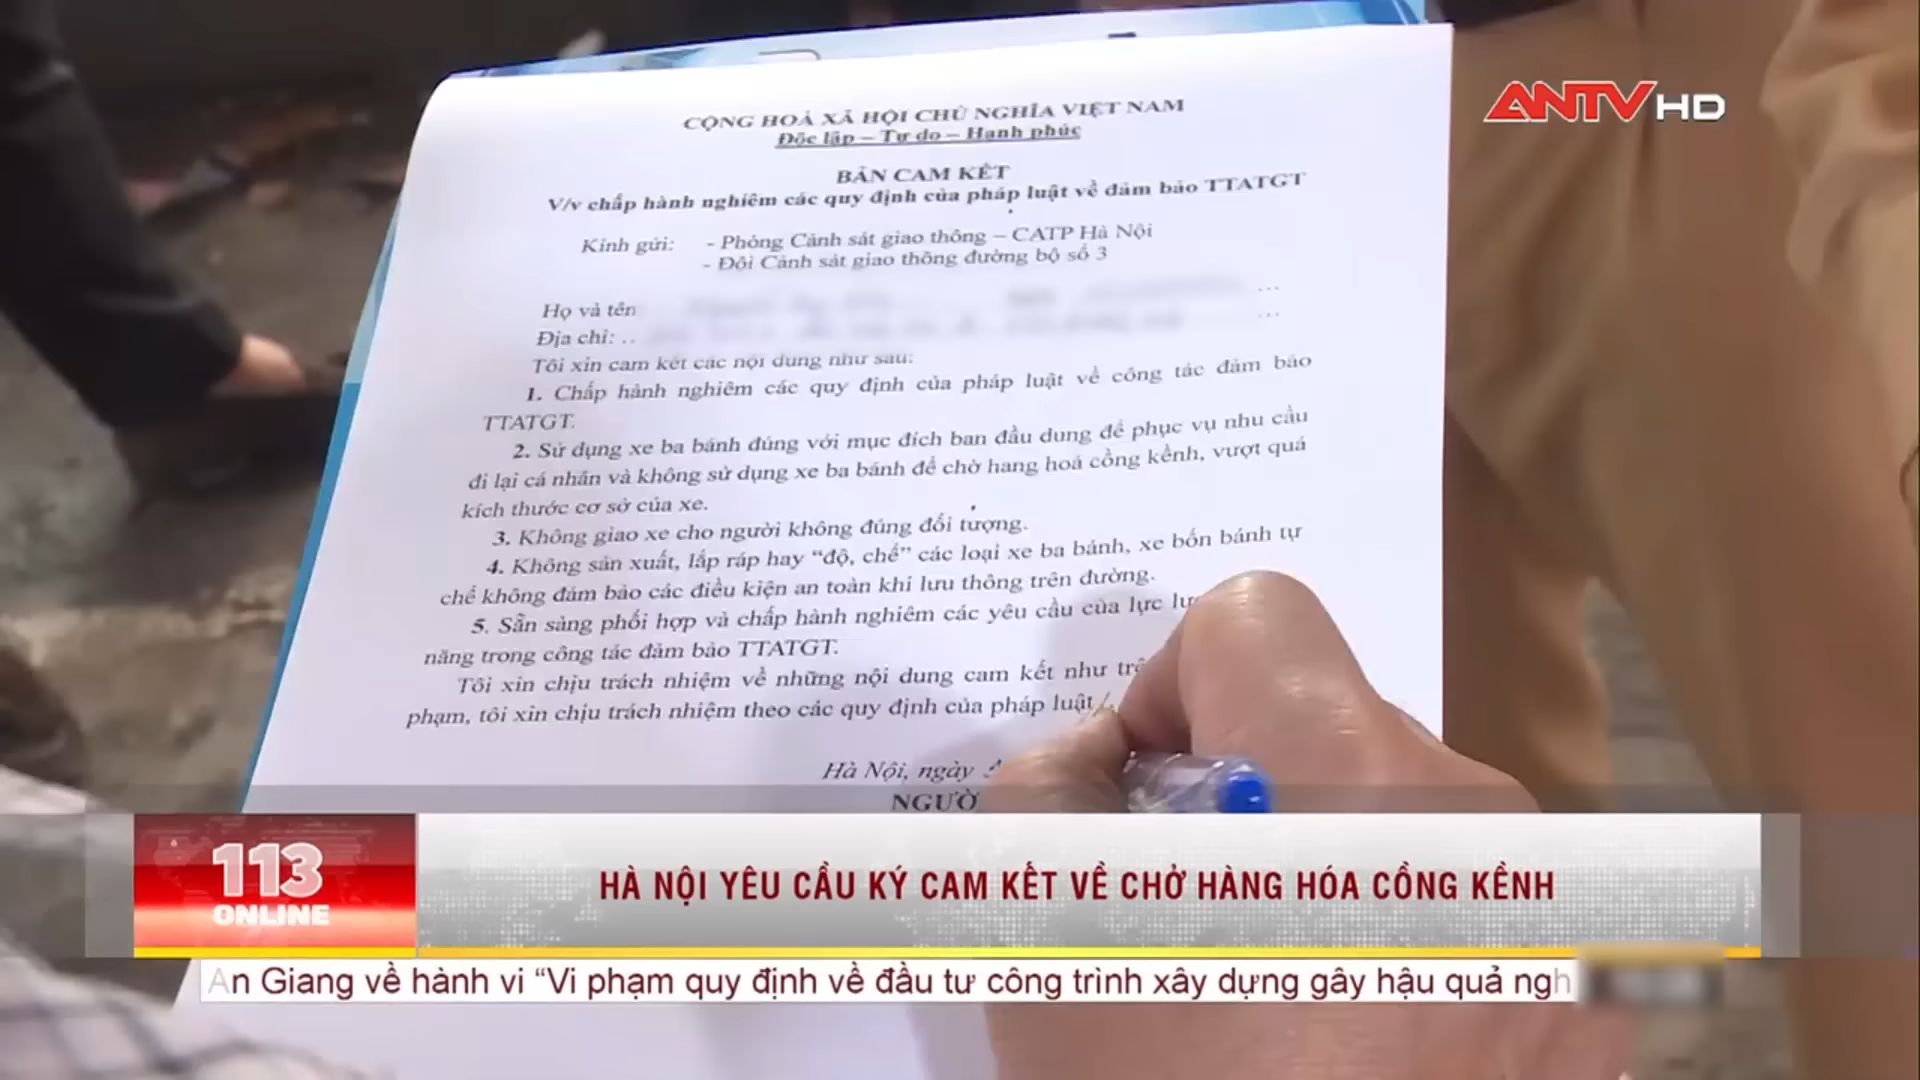 ANTV HD
CỘNG HOÀ XÃ HỘI CHỦ NGHĨA VIỆT NAM
Độc lập – Tự do – Hạnh phúc
BẢN CAM KẾT
V/v chấp hành nghiêm các quy định của pháp luật về đảm bảo TTATGT
Kính gửi: - Phòng Cảnh sát giao thông – CATP Hà Nội
- Đội Cảnh sát giao thông đường bộ số 3
Họ và tên ...
Địa chỉ: .. ...
Tôi xin cam kết các nội dung như sau:
1. Chấp hành nghiêm các quy định của pháp luật về công tác đảm bảo
TTATGT.
2. Sử dụng xe ba bánh đúng với mục đích ban đầu dung để phục vụ nhu cầu
đi lại cá nhân và không sử dụng xe ba bánh để chở hang hoá cồng kềnh, vượt quá
kích thước cơ sở của xe.
3. Không giao xe cho người không đúng đối tượng.
4. Không sản xuất, lắp ráp hay “độ, chế” các loại xe ba bánh, xe bốn bánh tự
chế không đảm bảo các điều kiện an toàn khi lưu thông trên đường.
5. Sẵn sàng phối hợp và chấp hành nghiêm các yêu cầu của lực
năng trong công tác đảm bảo TTATGT.
Tôi xin chịu trách nhiệm về những nội dung cam kết như
phạm, tôi xin chịu trách nhiệm theo các quy định của pháp luật
Hà Nội, ngày
113
ONLINE
HÀ NỘI YÊU CẦU KÝ CAM KẾT VỀ CHỞ HÀNG HÓA CỒNG KỀNH
An Giang về hành vi “Vi phạm quy định về đầu tư công trình xây dựng gây hậu quả